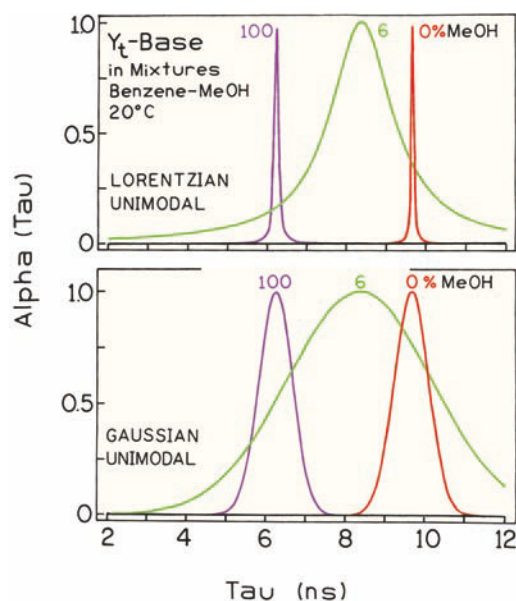 Yt-Base
in Mixtures
Benzene-MeOH
20°C
100
6
0% MeOH
1.0
0.5
0
LORENTZIAN
UNIMODAL
Alpha (Tau)
100
6
0% MeOH
1.0
0.5
0
GAUSSIAN
UNIMODAL
2 4 6 8 10 12
Tau (ns)